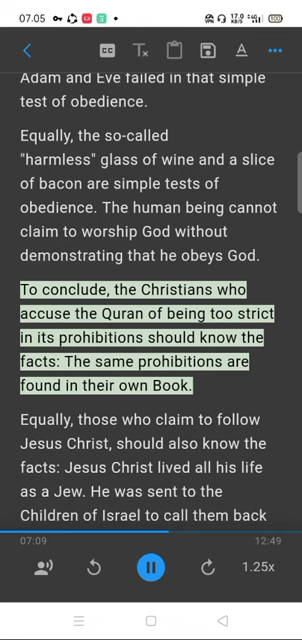 07.05
17.0
KB/S
CC
T×
A
Adam and Eve failed in that simple
test of obedience.
Equally, the so-called
"harmless" glass of wine and a slice
of bacon are simple tests of
obedience. The human being cannot
claim to worship God without
demonstrating that he obeys God.
To conclude, the Christians who
accuse the Quran of being too strict
in its prohibitions should know the
facts: The same prohibitions are
found in their own Book.
Equally, those who claim to follow
Jesus Christ, should also know the
facts: Jesus Christ lived all his life
as a Jew. He was sent to the
Children of Israel to call them back
07:09
12:49
1.25x